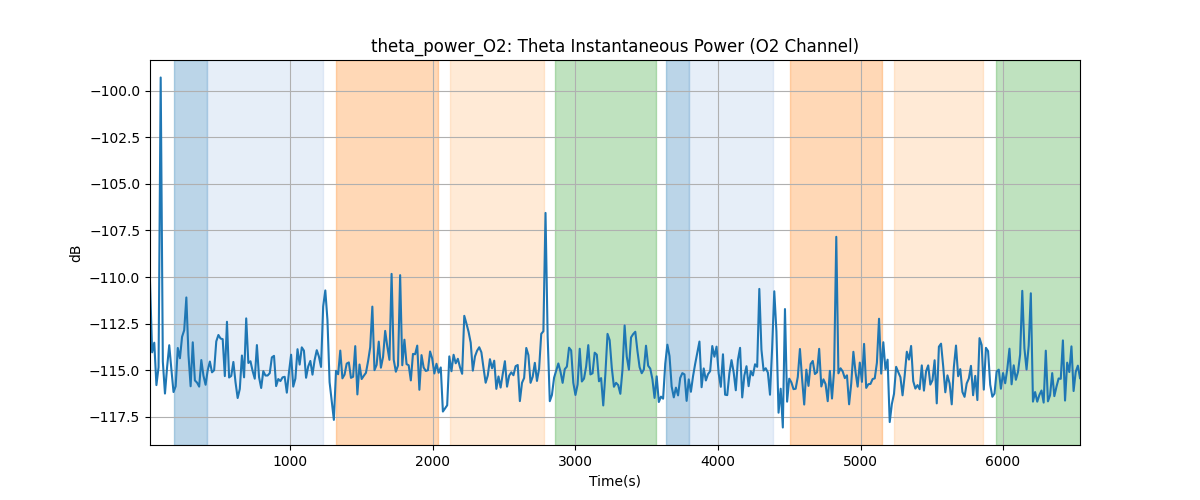 theta_power_O2: Theta Instantaneous Power (O2 Channel)
−100.0
−102.5
−105.0
−107.5
−110.0
−112.5
−115.0
−117.5
dB
1000 2000 3000 4000 5000 6000
Time(s)